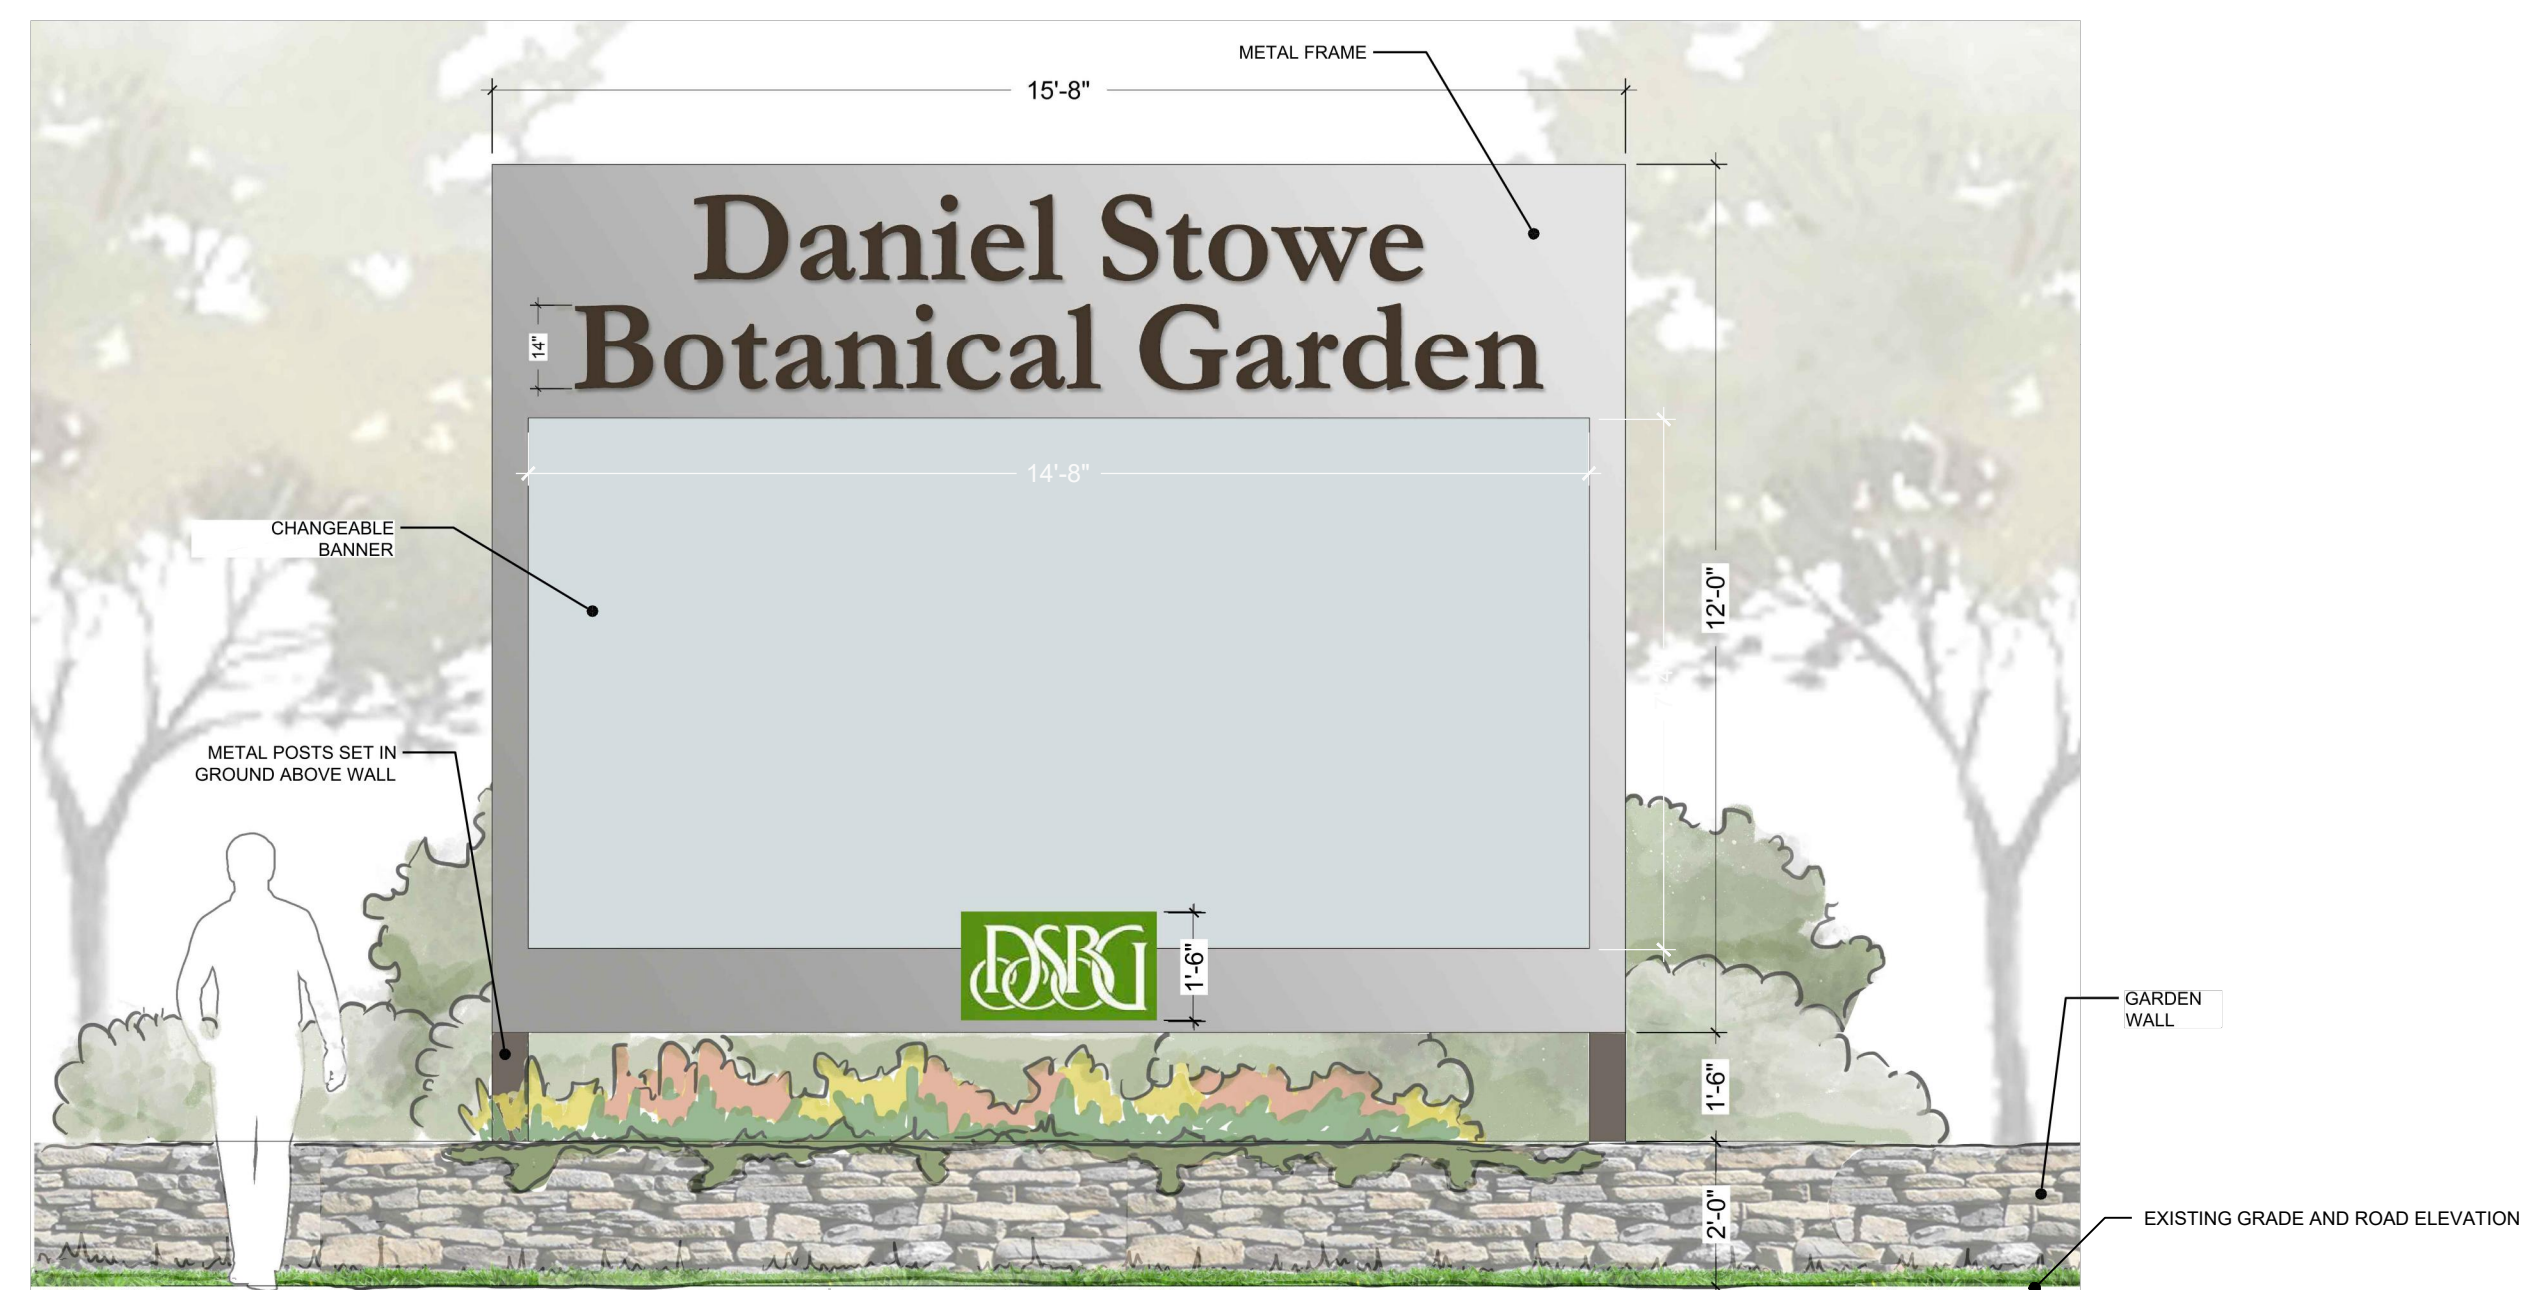 METAL FRAME
15'-8"
Daniel Stowe
Botanical Garden
14"
14'-8"
CHANGEABLE
BANNER
12'-0"
METAL POSTS SET IN
GROUND ABOVE WALL
DSBG
1'-6"
GARDEN
WALL
1'-6"
2'-0"
EXISTING GRADE AND ROAD ELEVATION